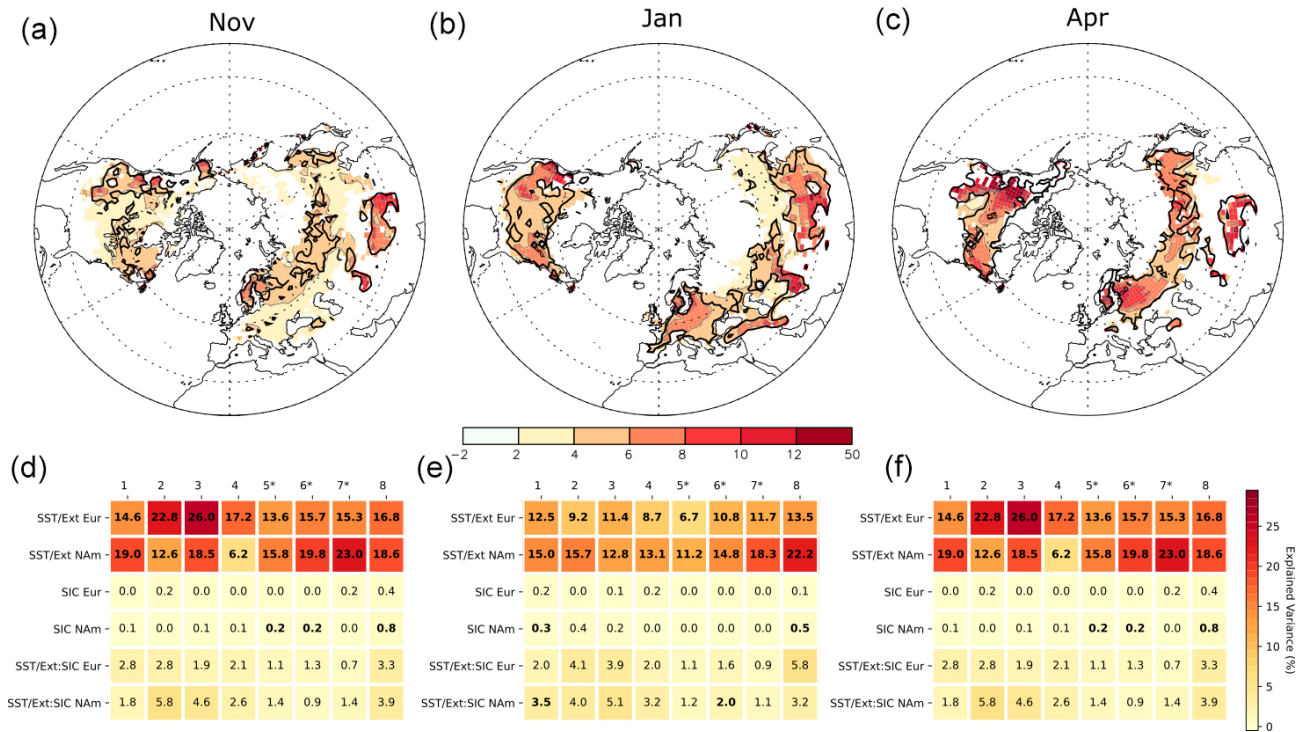 (a) Nov (b) Jan (c) Apr
−2 2 4 6 8 10 12 50
(d)
1 2 3 4 5* 6* 7* 8
SST/Ext Eur 14.6 22.8 26.0 17.2 13.6 15.7 15.3 16.8
SST/Ext NAm 19.0 12.6 18.5 6.2 15.8 19.8 23.0 18.6
SIC Eur 0.0 0.2 0.0 0.0 0.0 0.0 0.2 0.4
SIC NAm 0.1 0.0 0.1 0.1 0.2 0.2 0.0 0.8
SST/Ext:SIC Eur 2.8 2.8 1.9 2.1 1.1 1.3 0.7 3.3
SST/Ext:SIC NAm 1.8 5.8 4.6 2.6 1.4 0.9 1.4 3.9
(e)
1 2 3 4 5* 6* 7* 8
SST/Ext Eur 12.5 9.2 11.4 8.7 6.7 10.8 11.7 13.5
SST/Ext NAm 15.0 15.7 12.8 13.1 11.2 14.8 18.3 22.2
SIC Eur 0.2 0.0 0.1 0.2 0.0 0.0 0.0 0.1
SIC NAm 0.3 0.4 0.2 0.0 0.0 0.0 0.0 0.5
SST/Ext:SIC Eur 2.0 4.1 3.9 2.0 1.1 1.6 0.9 5.8
SST/Ext:SIC NAm 3.5 4.0 5.1 3.2 1.2 2.0 1.1 3.2
(f)
1 2 3 4 5* 6* 7* 8
SST/Ext Eur 14.6 22.8 26.0 17.2 13.6 15.7 15.3 16.8
SST/Ext NAm 19.0 12.6 18.5 6.2 15.8 19.8 23.0 18.6
SIC Eur 0.0 0.2 0.0 0.0 0.0 0.0 0.2 0.4
SIC NAm 0.1 0.0 0.1 0.1 0.2 0.2 0.0 0.8
SST/Ext:SIC Eur 2.8 2.8 1.9 2.1 1.1 1.3 0.7 3.3
SST/Ext:SIC NAm 1.8 5.8 4.6 2.6 1.4 0.9 1.4 3.9
25
20
15
10
5
0
Explained Variance (%)